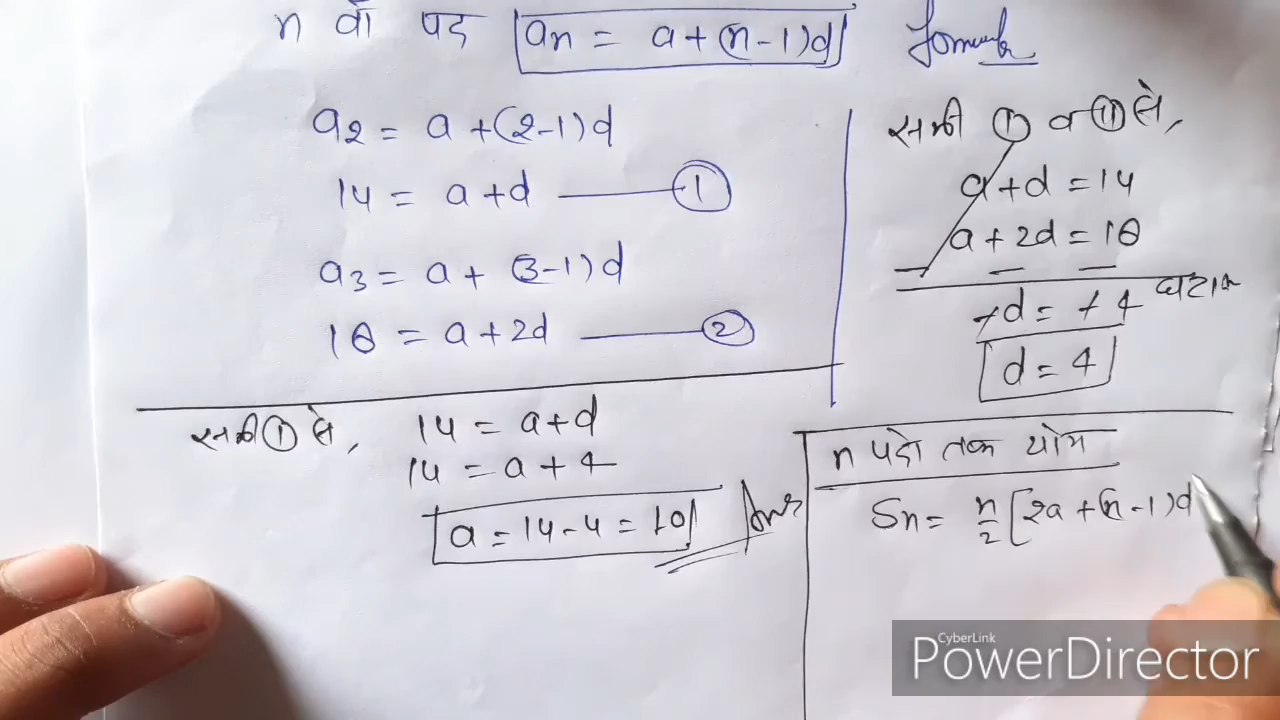 n वाँ पद an = a+(n-1)d formula
a2 = a+(2-1)d
14 = a+d 1
a3 = a+(3-1)d
18 = a+2d 2
समी ① व ⑪ से,
a+d = 14
a+2d = 18
घटाने
-d = -4
d = 4
समी ① से, 14 = a+d
14 = a+4
a = 14-4 = 10 Ans
n पदो तक योग
Sn = n/2 [2a+(n-1)d
CyberLink
PowerDirector